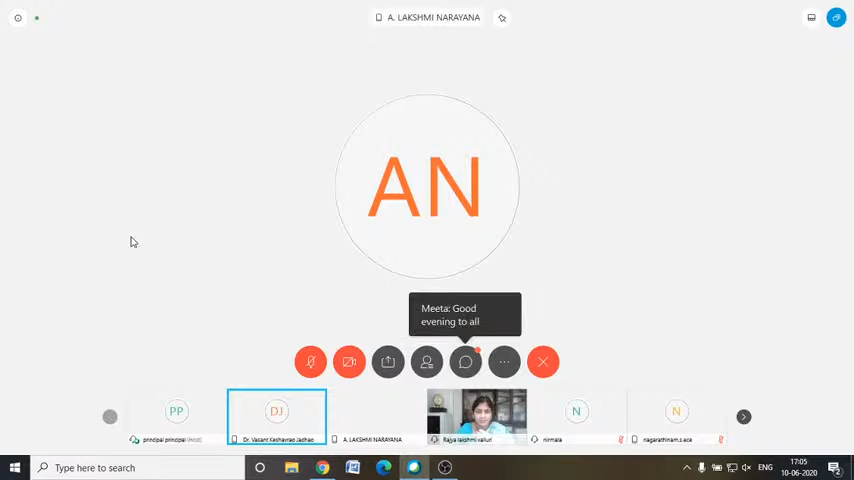 A. LAKSHMI NARAYANA
AN
Meeta: Good
evening to all
PP
DJ
N
N
principal principal (Host)
Dr. Vasant Keshavrao Jadhao
A. LAKSHMI NARAYANA
Rajya lakshmi valluri
nirmala
nagarathinam.s.ece
Type here to search
ENG
17:05
10-06-2020
2